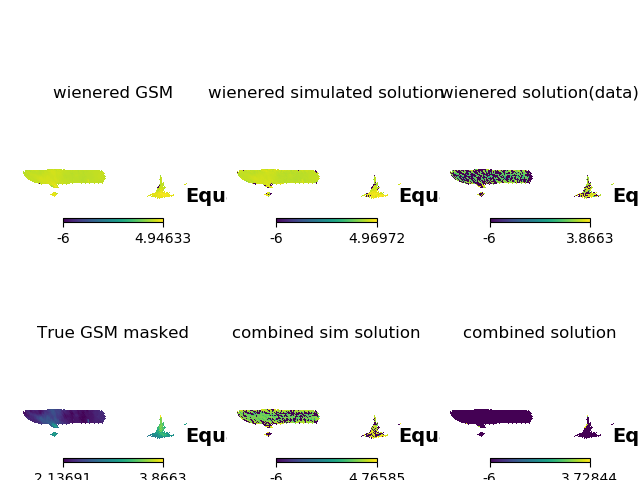 wienered GSM
wienered simulated solution
wienered solution(data)
Equ
Equ
Eq
-6 4.94633
-6 4.96972
-6 3.8663
True GSM masked
combined sim solution
combined solution
Equ
Equ
Eq
2.13691 3.8663
-6 4.76585
-6 3.72844